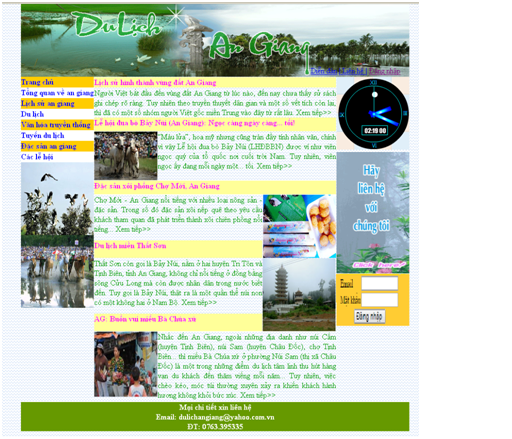 Du Lịch
An Giang
Diễn đàn | Liên hệ | Đăng nhập
Trang chủ
Tổng quan về an giang
Lịch sử an giang
Du lịch
Văn hóa truyền thống
Tuyến du lịch
Đặc sản an giang
Các lễ hội
Lịch sử hình thành vùng đất An Giang
Người Việt bắt đầu đến vùng đất An Giang từ lúc nào, đến nay chưa thấy sử sách
ghi chép rõ ràng. Tuy nhiên theo truyền thuyết dân gian và một số vết tích còn lại,
thì đã có một số nhóm người Việt gốc miền Trung vào đây từ rất lâu. Xem tiếp>>
Lễ hội đua bò Bảy Núi (An Giang): Ngọc càng ngày càng... tối!
"Máu lửa", hoa mỹ nhưng cũng tràn đầy tính nhân văn, chính
vì vậy Lễ hội đua bò Bảy Núi (LHĐBBN) được ví như viên
ngọc quý của tổ quốc nơi cuối trời Nam. Tuy nhiên, viên
ngọc ấy đang mỗi ngày một... tối. Xem tiếp>>
Đặc sản xôi phồng Chợ Mới, An Giang
Chợ Mới - An Giang nổi tiếng với nhiều loại nông sản -
đặc sản. Trong số đó đặc sản xôi nếp quê theo yêu cầu
khách tham quan đã phát triển thành xôi chiên phồng nổi
tiếng... Xem tiếp>>
Du lịch miền Thất Sơn
Thất Sơn còn gọi là Bảy Núi, nằm ở hai huyện Tri Tôn và
Tịnh Biên, tỉnh An Giang, không chỉ nổi tiếng ở đồng bằng
sông Cửu Long mà còn được nhân dân trong nước biết
đến. Tuy gọi là Bảy Núi, thật ra là một quần thể núi non
có một không hai ở Nam Bộ. Xem tiếp>>
AG: Buồn vui miếu Bà Chúa xứ
Nhắc đến An Giang, ngoài những địa danh như núi Cấm
(huyện Tịnh Biên), núi Sam (huyện Châu Đốc), chợ Tịnh
Biên... thì miếu Bà Chúa xứ ở phường Núi Sam (thị xã Châu
Đốc) là một trong những điểm du lịch tâm linh thu hút hàng
vạn du khách đến thăm viếng mỗi năm... Tuy nhiên, việc
chèo kéo, móc túi thường xuyên xảy ra khiến khách hành
hương không khỏi bức xúc. Xem tiếp>>
XII
02:19:00
Hãy
liên hệ
với
chúng tôi
Email
Mật khẩu
Đăng nhập
Mọi chi tiết xin liên hệ
Email: dulichangiang@yahoo.com.vn
ĐT: 0763.395335